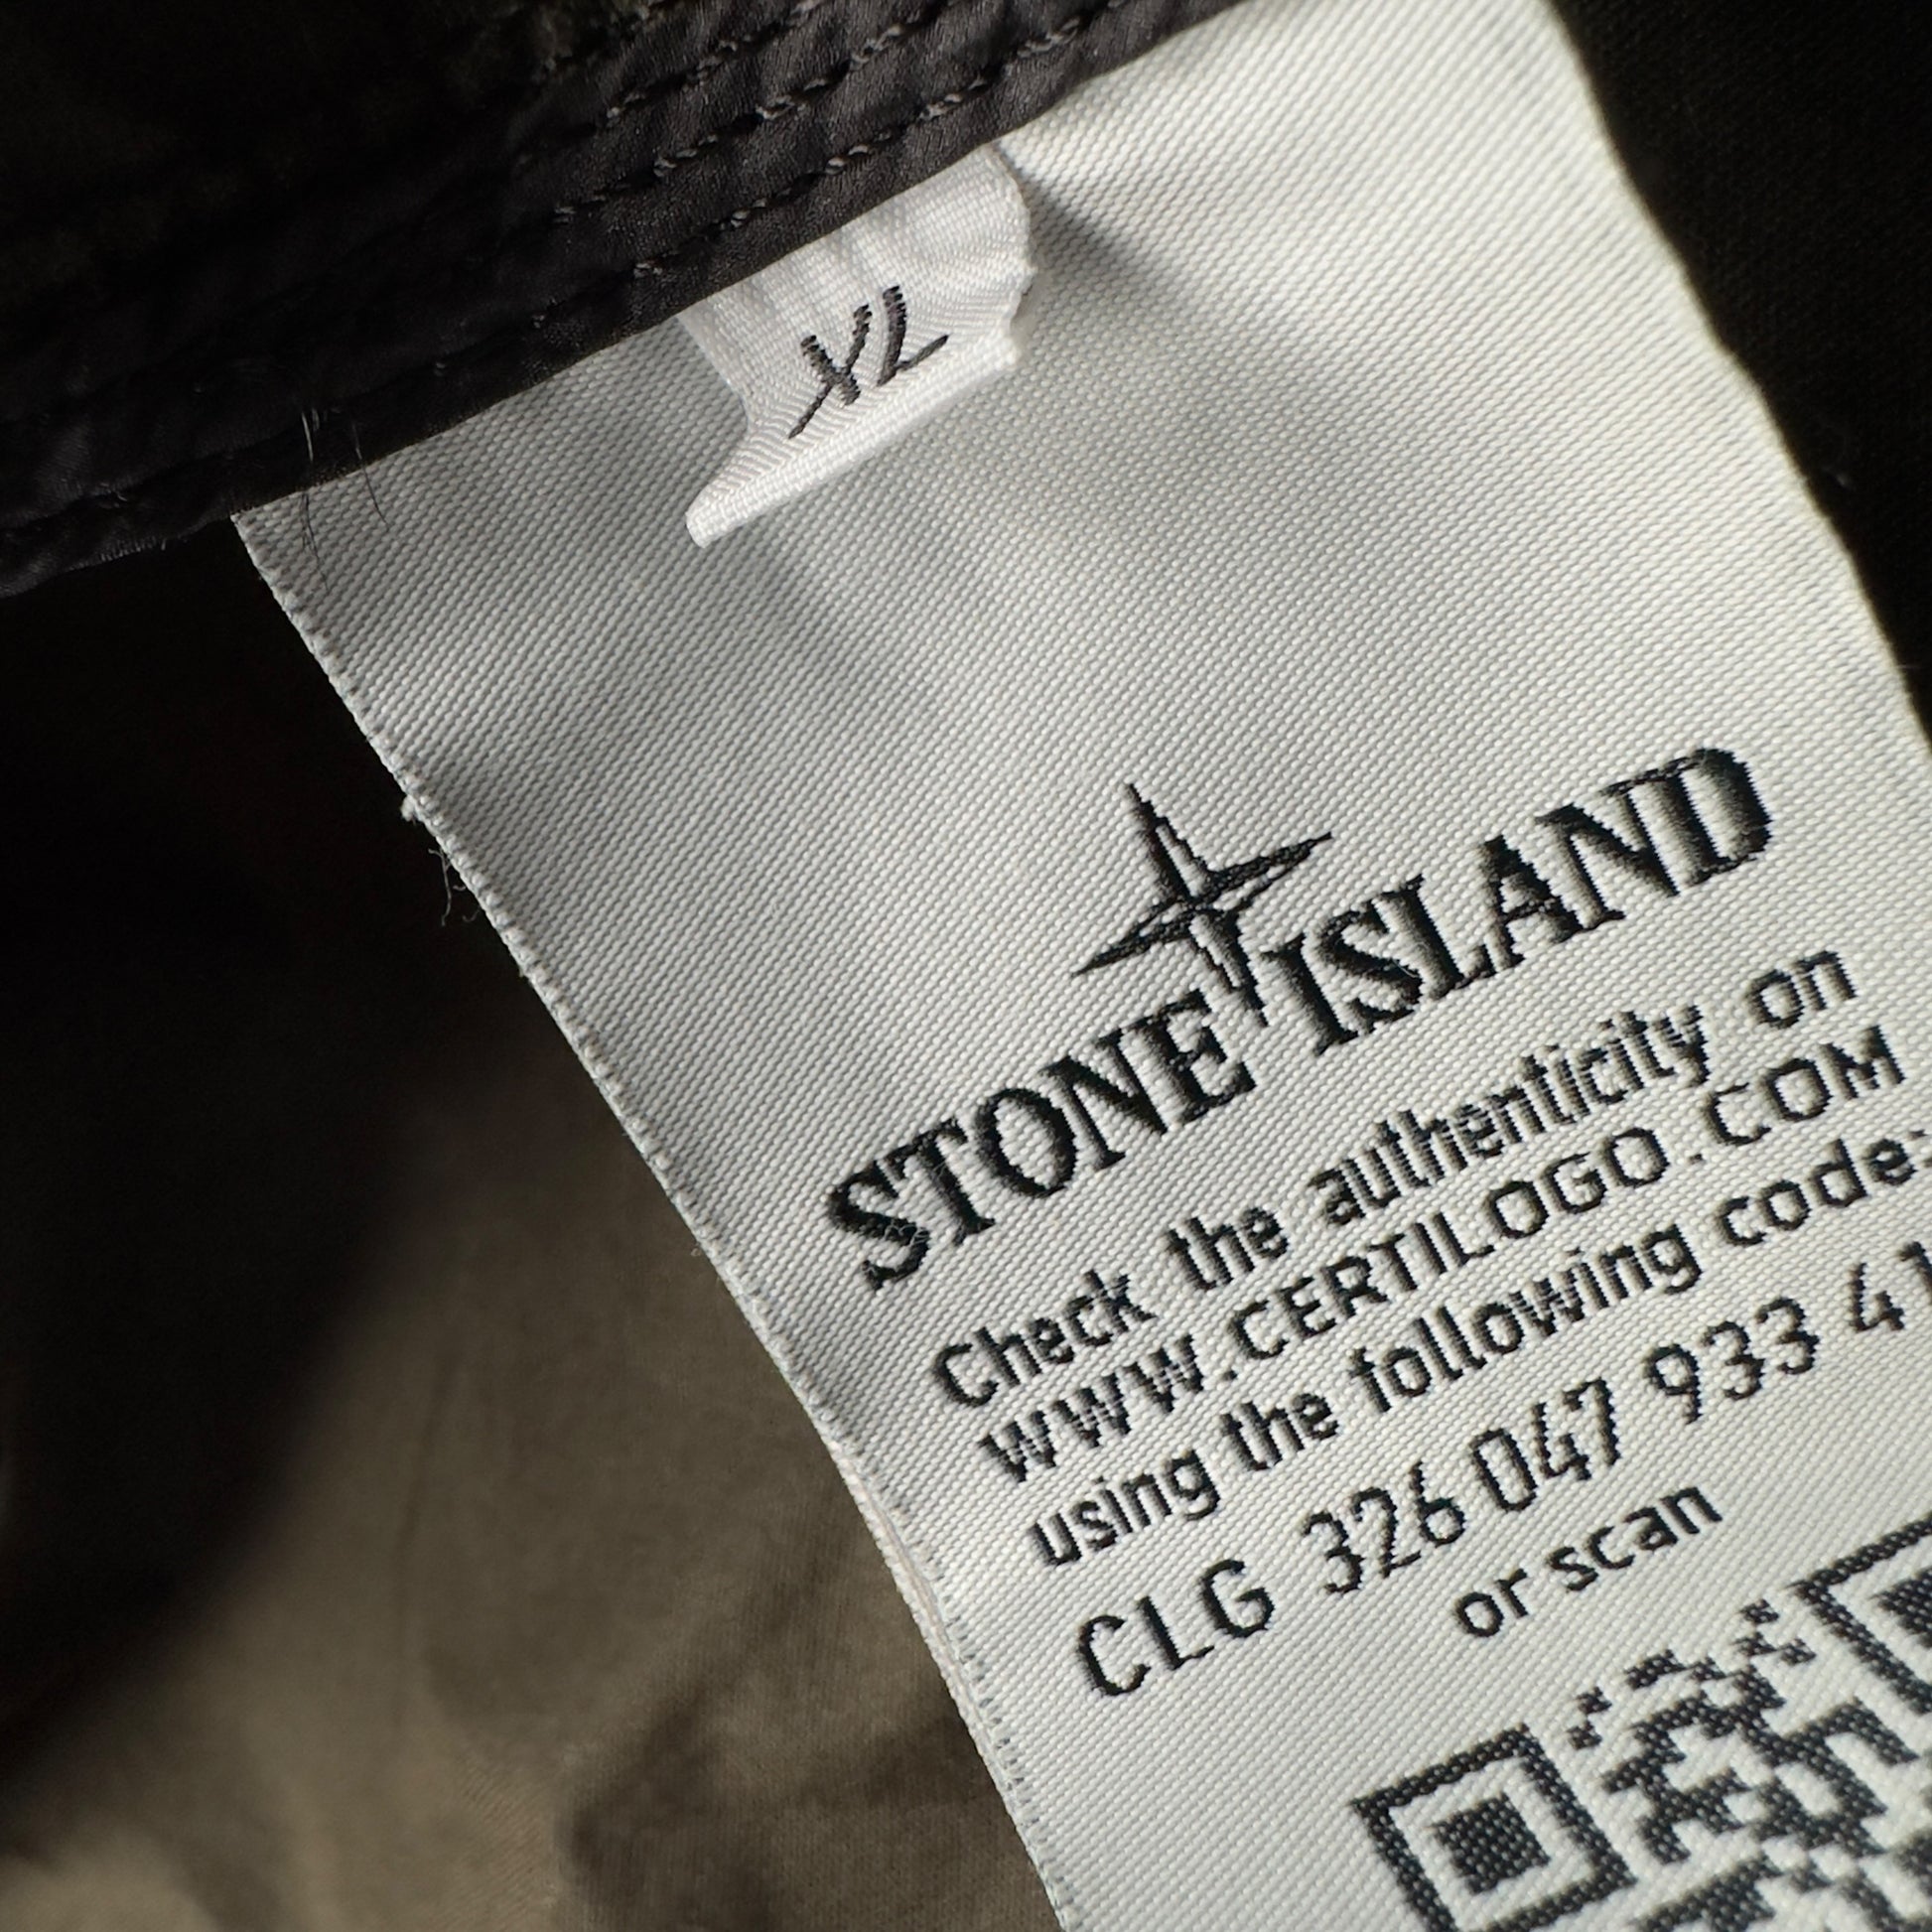 XL
STONE ISLAND
Check the authenticity on
WWW.CERTILOGO.COM
using the following code:
CLG 326 047 933 41
or scan